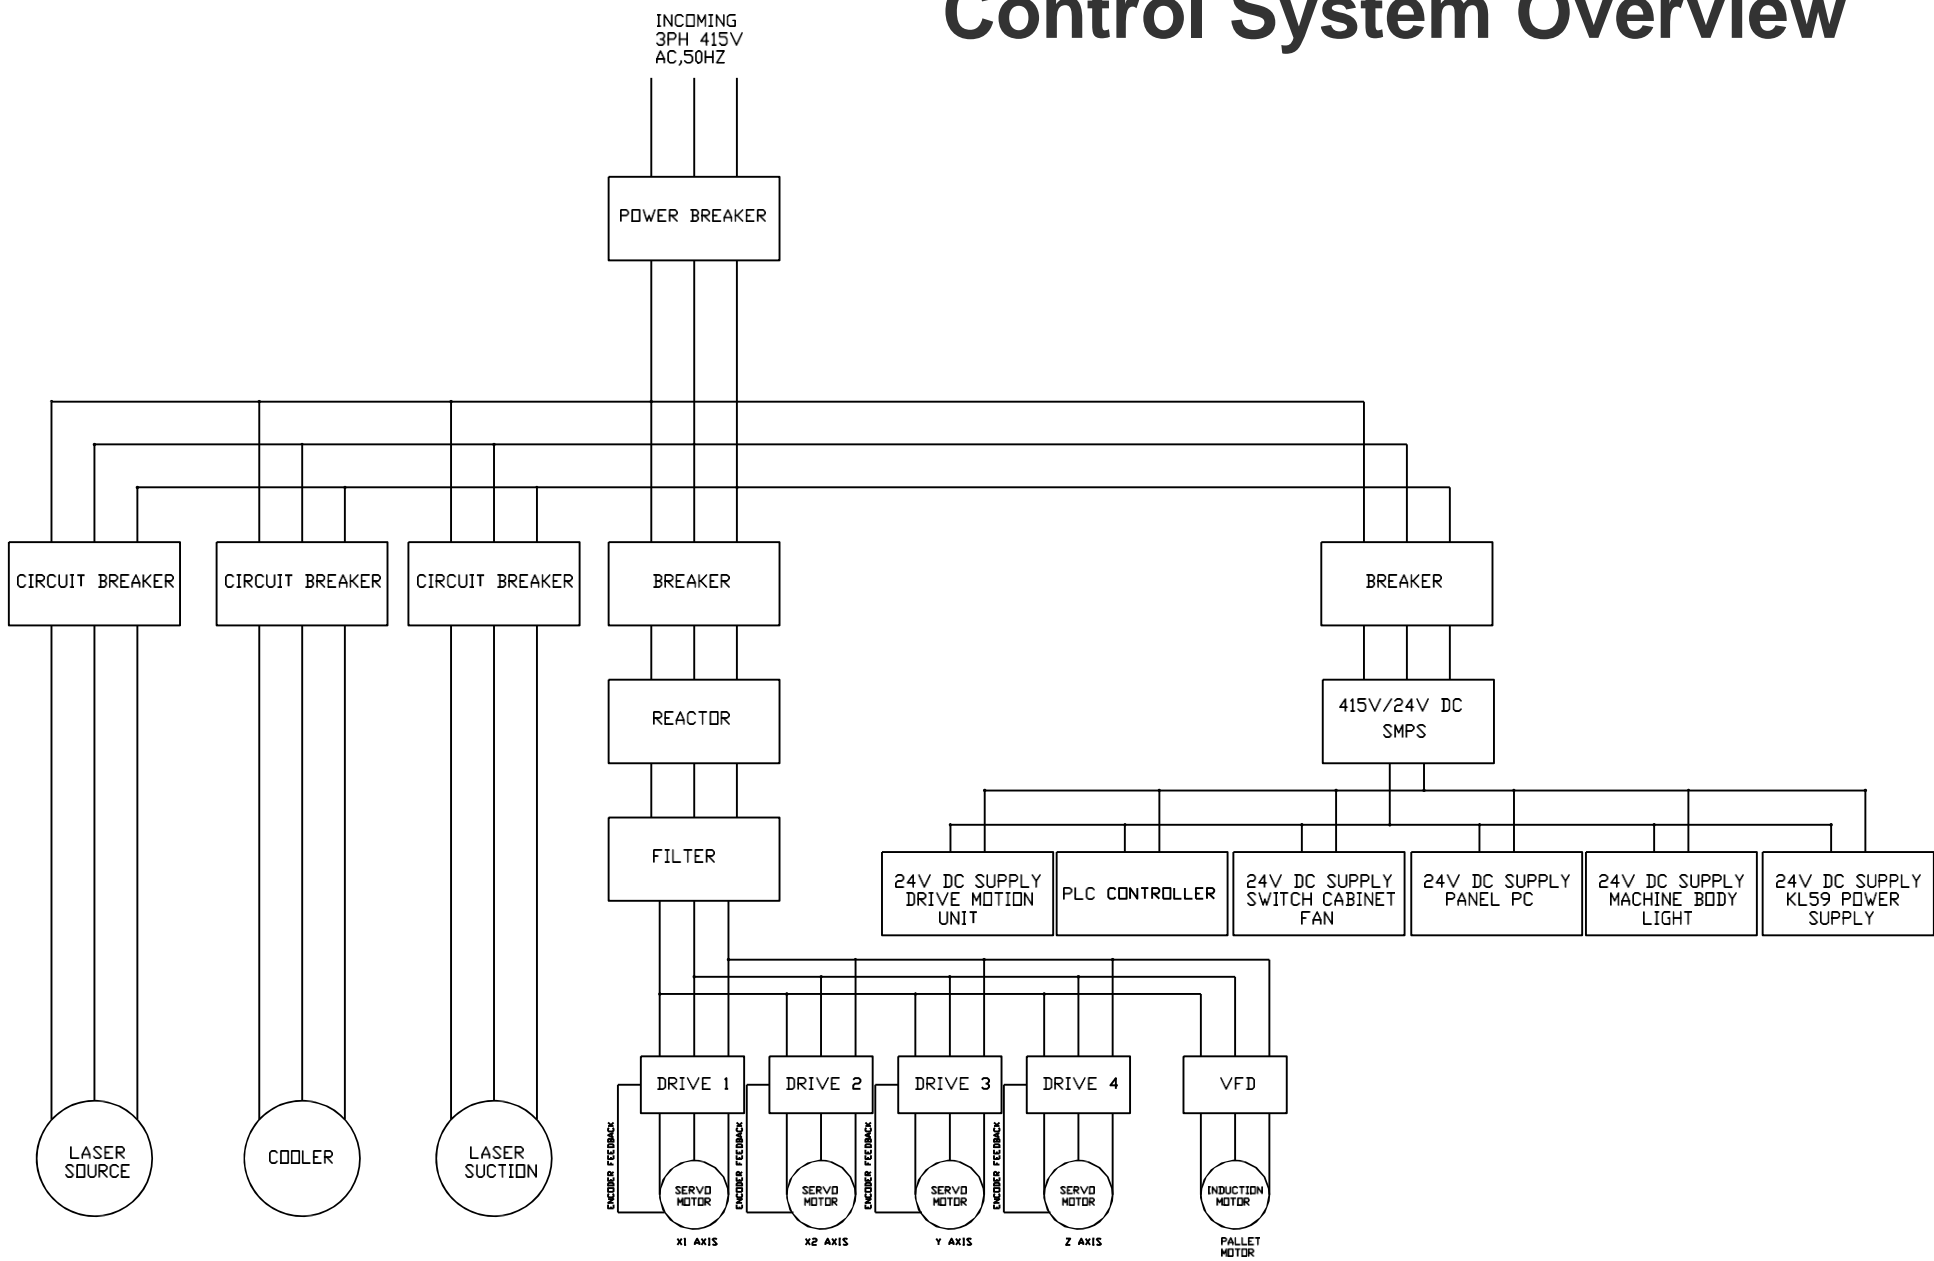 Control System Overview
INCOMING
3PH 415V
AC,50HZ
POWER BREAKER
CIRCUIT BREAKER
CIRCUIT BREAKER
CIRCUIT BREAKER
BREAKER
BREAKER
REACTOR
415V/24V DC
SMPS
FILTER
24V DC SUPPLY
DRIVE MOTION
UNIT
PLC CONTROLLER
24V DC SUPPLY
SWITCH CABINET
FAN
24V DC SUPPLY
PANEL PC
24V DC SUPPLY
MACHINE BODY
LIGHT
24V DC SUPPLY
KL59 POWER
SUPPLY
DRIVE 1
DRIVE 2
DRIVE 3
DRIVE 4
VFD
LASER
SOURCE
COOLER
LASER
SUCTION
ENCODER FEEDBACK
SERVO
MOTOR
X1 AXIS
ENCODER FEEDBACK
SERVO
MOTOR
X2 AXIS
ENCODER FEEDBACK
SERVO
MOTOR
Y AXIS
ENCODER FEEDBACK
SERVO
MOTOR
Z AXIS
INDUCTION
MOTOR
PALLET
MOTOR